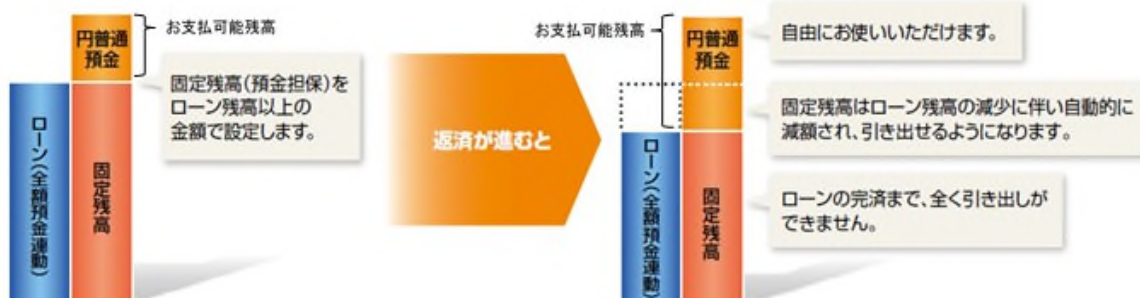 円普通
預金
お支払可能残高
固定残高(預金担保)を
ローン残高以上の
金額で設定します。
ローン(全額預金連動)
固定残高
返済が進むと
お支払可能残高
円普通
預金
自由にお使いいただけます。
固定残高はローン残高の減少に伴い自動的に
減額され、引き出せるようになります。
ローン(全額預金連動)
固定残高
ローンの完済まで、全く引き出しが
できません。